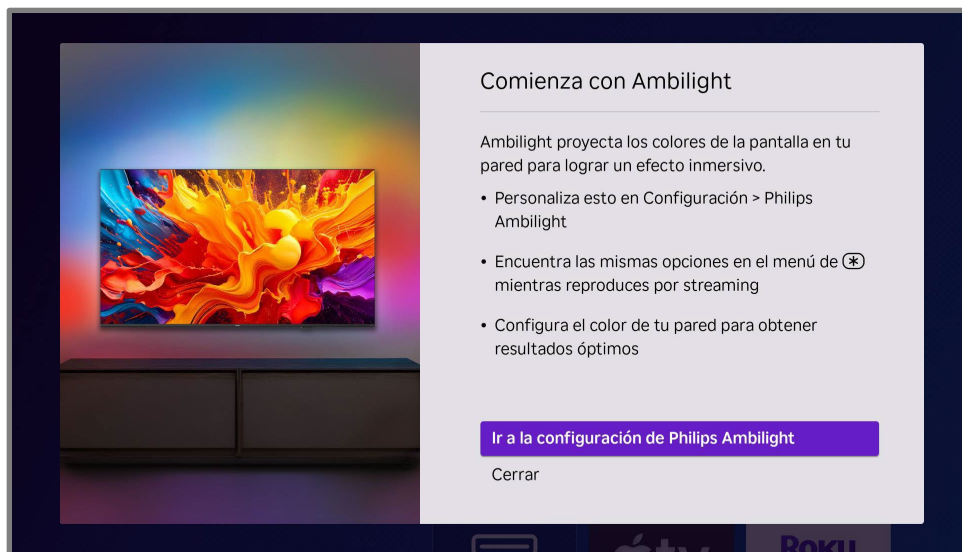 Comienza con Ambilight
Ambilight proyecta los colores de la pantalla en tu
pared para lograr un efecto inmersivo.
• Personaliza esto en Configuración > Philips
Ambilight
• Encuentra las mismas opciones en el menú de ✱
mientras reproduces por streaming
• Configura el color de tu pared para obtener
resultados óptimos
Ir a la configuración de Philips Ambilight
Cerrar
tv
Roku